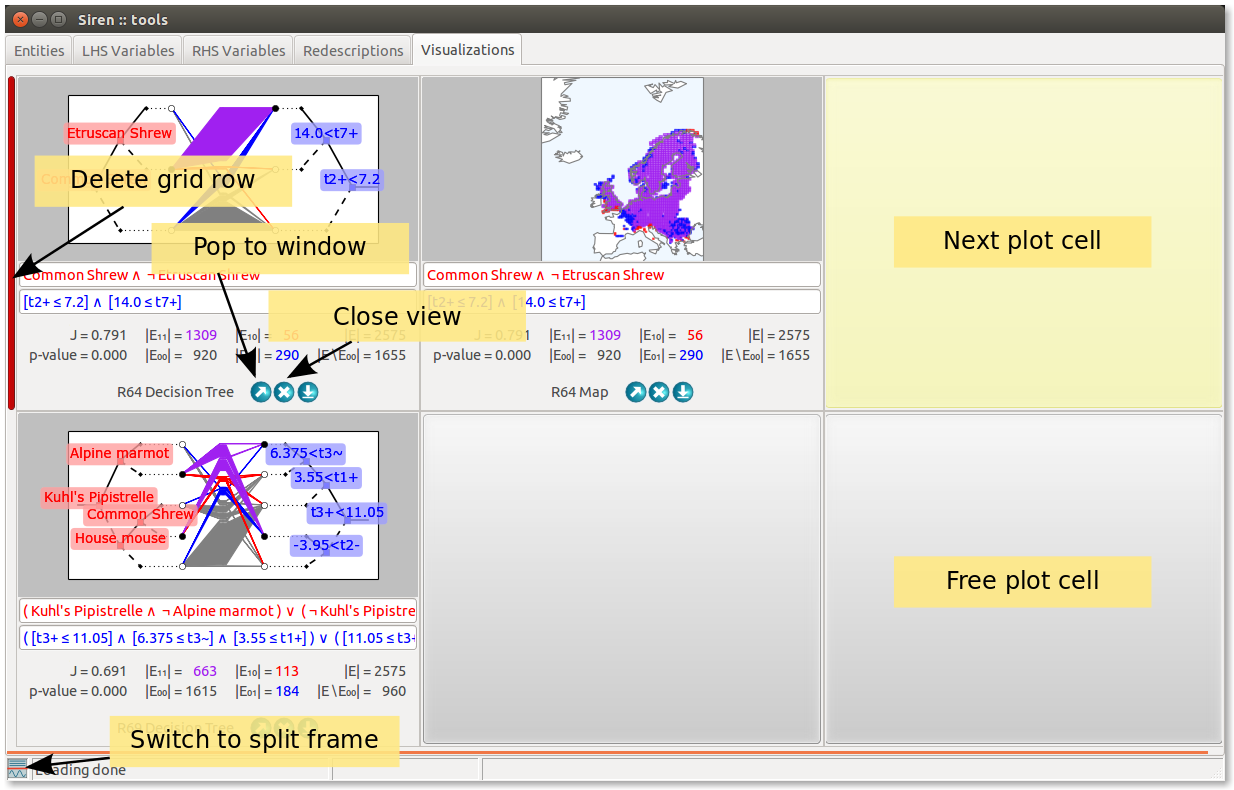 Siren :: tools
Entities
LHS Variables
RHS Variables
Redescriptions
Visualizations
Etruscan Shrew
14.0<t7+
t2+<7.2
Delete grid row
Pop to window
Common Shrew ∧ ¬ Etruscan Shrew
[t2+ ≤ 7.2] ∧ [14.0 ≤ t7+]
Close view
J = 0.791 |E₁₁| = 1309 |E₁₀| = 56 |E| = 2575
p-value = 0.000 |E₀₀| = 920 |E₀₁| = 290 |E∖E₀₀| = 1655
R64 Decision Tree
Common Shrew ∧ ¬ Etruscan Shrew
[t2+ ≤ 7.2] ∧ [14.0 ≤ t7+]
J = 0.791 |E₁₁| = 1309 |E₁₀| = 56 |E| = 2575
p-value = 0.000 |E₀₀| = 920 |E₀₁| = 290 |E∖E₀₀| = 1655
R64 Map
Next plot cell
Alpine marmot
Kuhl's Pipistrelle
Common Shrew
House mouse
6.375<t3~
3.55<t1+
t3+<11.05
-3.95<t2-
( Kuhl's Pipistrelle ∧ ¬ Alpine marmot ) ∨ ( ¬ Kuhl's Pipistre
( [t3+ ≤ 11.05] ∧ [6.375 ≤ t3~] ∧ [3.55 ≤ t1+] ) ∨ ( [11.05 ≤ t3+
J = 0.691 |E₁₁| = 663 |E₁₀| = 113 |E| = 2575
p-value = 0.000 |E₀₀| = 1615 |E₀₁| = 184 |E∖E₀₀| = 960
Decision Tree
Free plot cell
Switch to split frame
Loading done